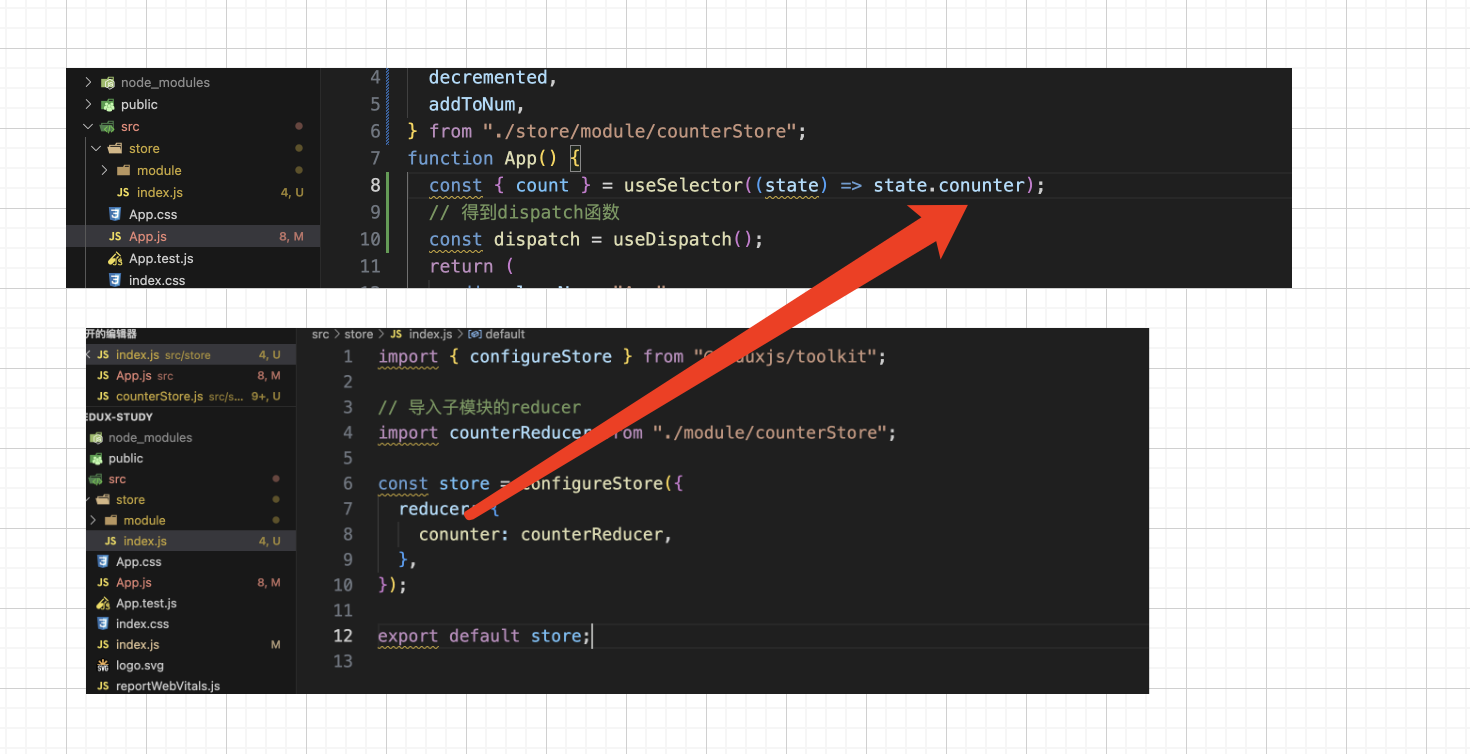 node_modules
public
src
store
module
JS index.js 4, U
App.css
JS App.js 8, M
App.test.js
index.css
4 decremented,
5 addToNum,
6 } from "./store/module/counterStore";
7 function App() {
8 const { count } = useSelector((state) => state.conunter);
9 // 得到dispatch函数
10 const dispatch = useDispatch();
11 return (
开的编辑器
JS index.js src/store 4, U
JS App.js src 8, M
JS counterStore.js src/s... 9+, U
EDUX-STUDY
node_modules
public
src
store
module
JS index.js 4, U
App.css
JS App.js 8, M
App.test.js
index.css
JS index.js M
logo.svg
JS reportWebVitals.js
src > store > JS index.js > default
1 import { configureStore } from "@ uxjs/toolkit";
2
3 // 导入子模块的reducer
4 import counterReducer from "./module/counterStore";
5
6 const store = configureStore({
7 reducer: {
8 conunter: counterReducer,
9 },
10 });
11
12 export default store;
13